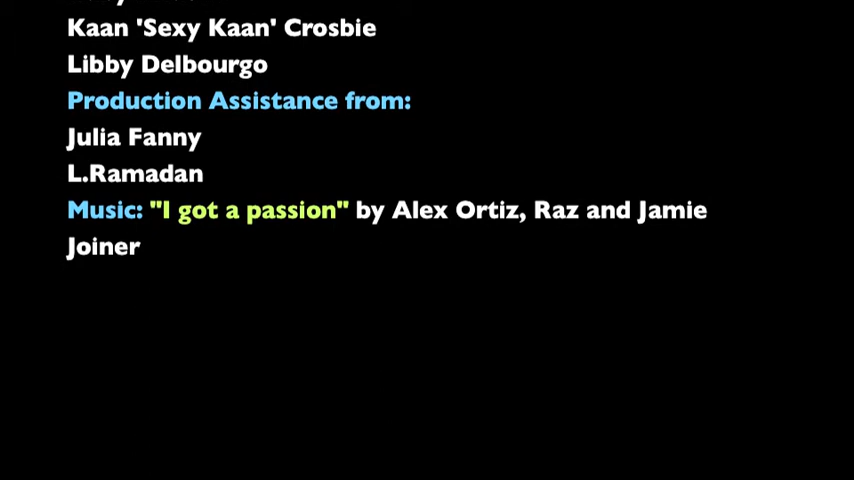 Kaan 'Sexy Kaan' Crosbie
Libby Delbourgo
Production Assistance from:
Julia Fanny
L.Ramadan
Music: "I got a passion" by Alex Ortiz, Raz and Jamie
Joiner